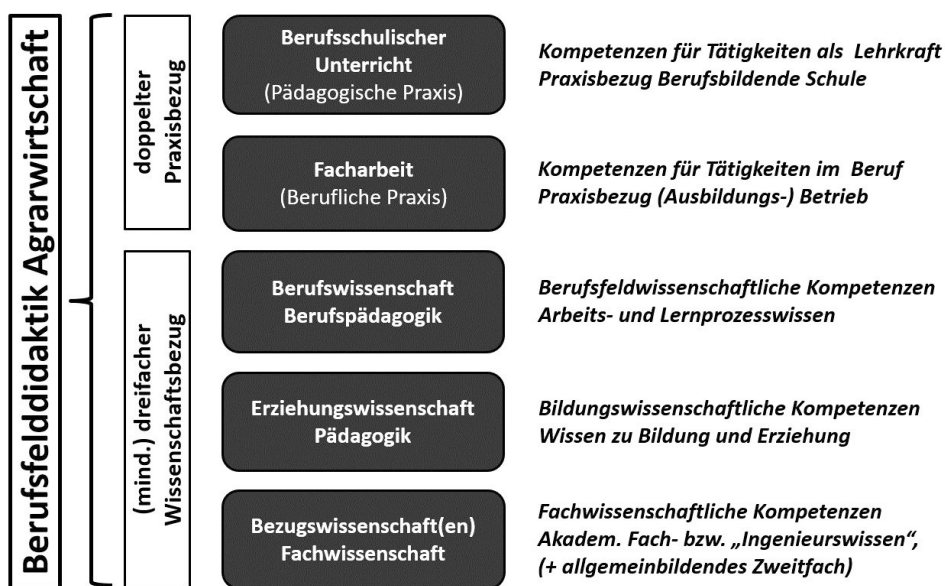 Berufsfelddidaktik Agrarwirtschaft
doppelter
Praxisbezug
Berufsschulischer
Unterricht
(Pädagogische Praxis)
Kompetenzen für Tätigkeiten als Lehrkraft
Praxisbezug Berufsbildende Schule
Facharbeit
(Berufliche Praxis)
Kompetenzen für Tätigkeiten im Beruf
Praxisbezug (Ausbildungs-) Betrieb
(mind.) dreifacher
Wissenschaftsbezug
Berufswissenschaft
Berufspädagogik
Berufsfeldwissenschaftliche Kompetenzen
Arbeits- und Lernprozesswissen
Erziehungswissenschaft
Pädagogik
Bildungswissenschaftliche Kompetenzen
Wissen zu Bildung und Erziehung
Bezugswissenschaft(en)
Fachwissenschaft
Fachwissenschaftliche Kompetenzen
Akadem. Fach- bzw. „Ingenieurswissen“,
(+ allgemeinbildendes Zweitfach)